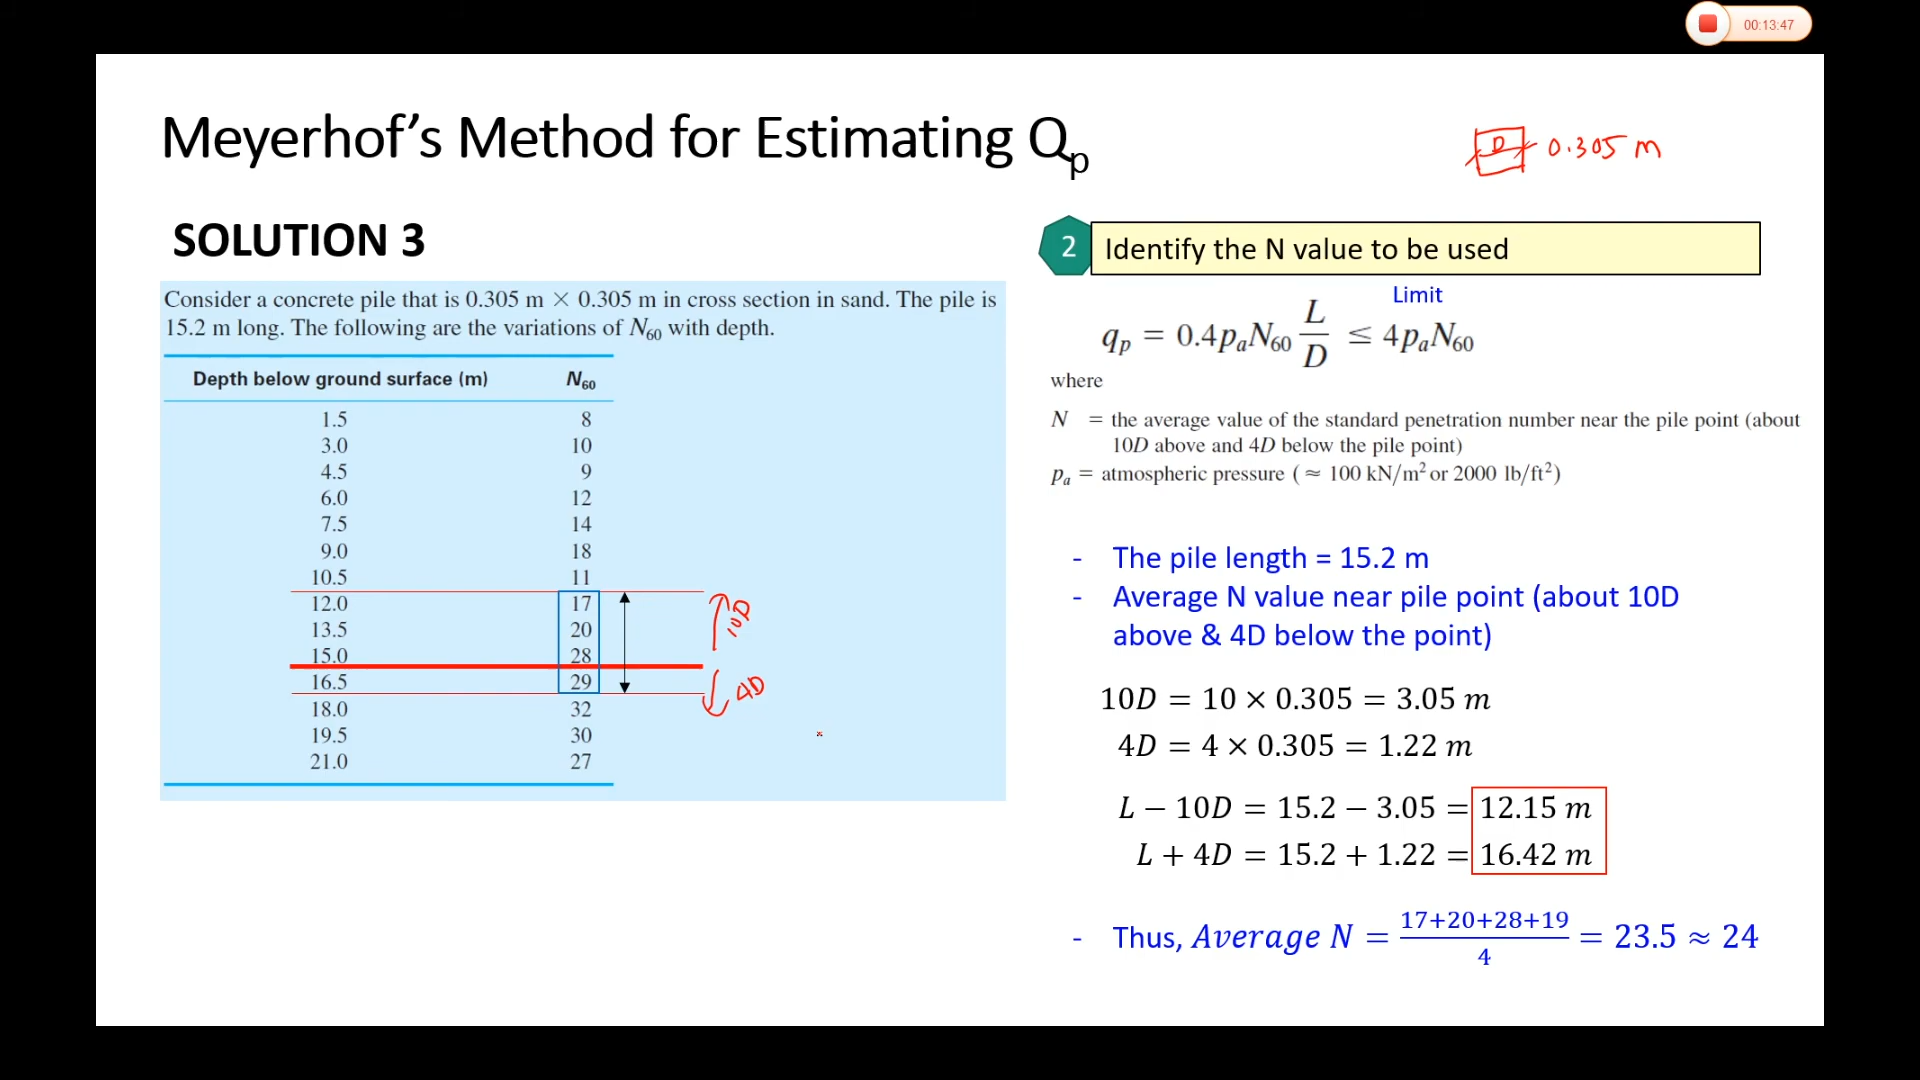 00:13:47
Meyerhof’s Method for Estimating Qp
D 0.305 m
SOLUTION 3
Consider a concrete pile that is 0.305 m × 0.305 m in cross section in sand. The pile is
15.2 m long. The following are the variations of N60 with depth.
Depth below ground surface (m) N60
1.5 8
3.0 10
4.5 9
6.0 12
7.5 14
9.0 18
10.5 11
12.0 17
13.5 20
15.0 28
16.5 29
18.0 32
19.5 30
21.0 27
10D
4D
2 Identify the N value to be used
Limit
qp = 0.4paN60 L/D ≤ 4paN60
where
N = the average value of the standard penetration number near the pile point (about
10D above and 4D below the pile point)
pa = atmospheric pressure (≈ 100 kN/m² or 2000 lb/ft²)
- The pile length = 15.2 m
- Average N value near pile point (about 10D
above & 4D below the point)
10D = 10 × 0.305 = 3.05 m
4D = 4 × 0.305 = 1.22 m
L − 10D = 15.2 − 3.05 = 12.15 m
L + 4D = 15.2 + 1.22 = 16.42 m
- Thus, Average N = 17+20+28+19/4 = 23.5 ≈ 24